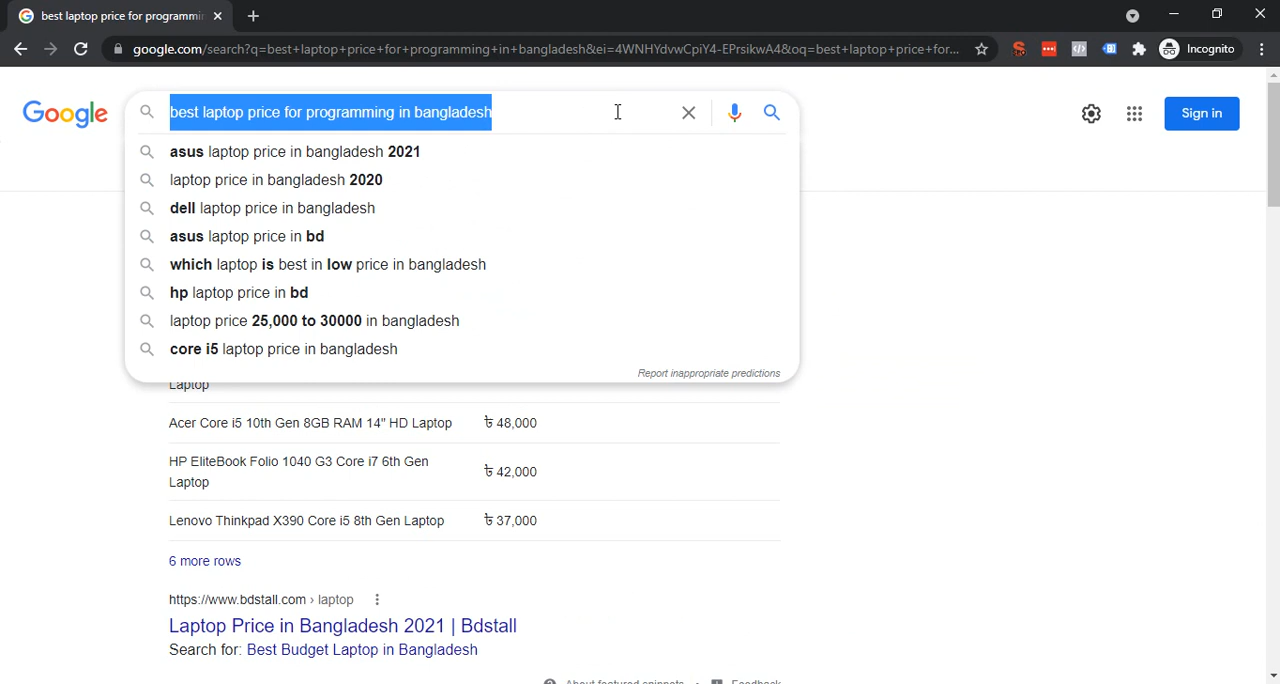 best laptop price for programmin
google.com/search?q=best+laptop+price+for+programming+in+bangladesh&ei=4WNHYdvwCpiY4-EPrsikwA4&oq=best+laptop+price+for...
Incognito
Google
best laptop price for programming in bangladesh
Sign in
asus laptop price in bangladesh 2021
laptop price in bangladesh 2020
dell laptop price in bangladesh
asus laptop price in bd
which laptop is best in low price in bangladesh
hp laptop price in bd
laptop price 25,000 to 30000 in bangladesh
core i5 laptop price in bangladesh
Report inappropriate predictions
Laptop
Acer Core i5 10th Gen 8GB RAM 14" HD Laptop ৳ 48,000
HP EliteBook Folio 1040 G3 Core i7 6th Gen
Laptop
৳ 42,000
Lenovo Thinkpad X390 Core i5 8th Gen Laptop ৳ 37,000
6 more rows
https://www.bdstall.com › laptop
Laptop Price in Bangladesh 2021 | Bdstall
Search for: Best Budget Laptop in Bangladesh
About featured snippets • Feedback